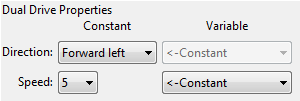 Dual Drive Properties
Constant Variable
Direction: Forward left <-Constant
Speed: 5 <-Constant